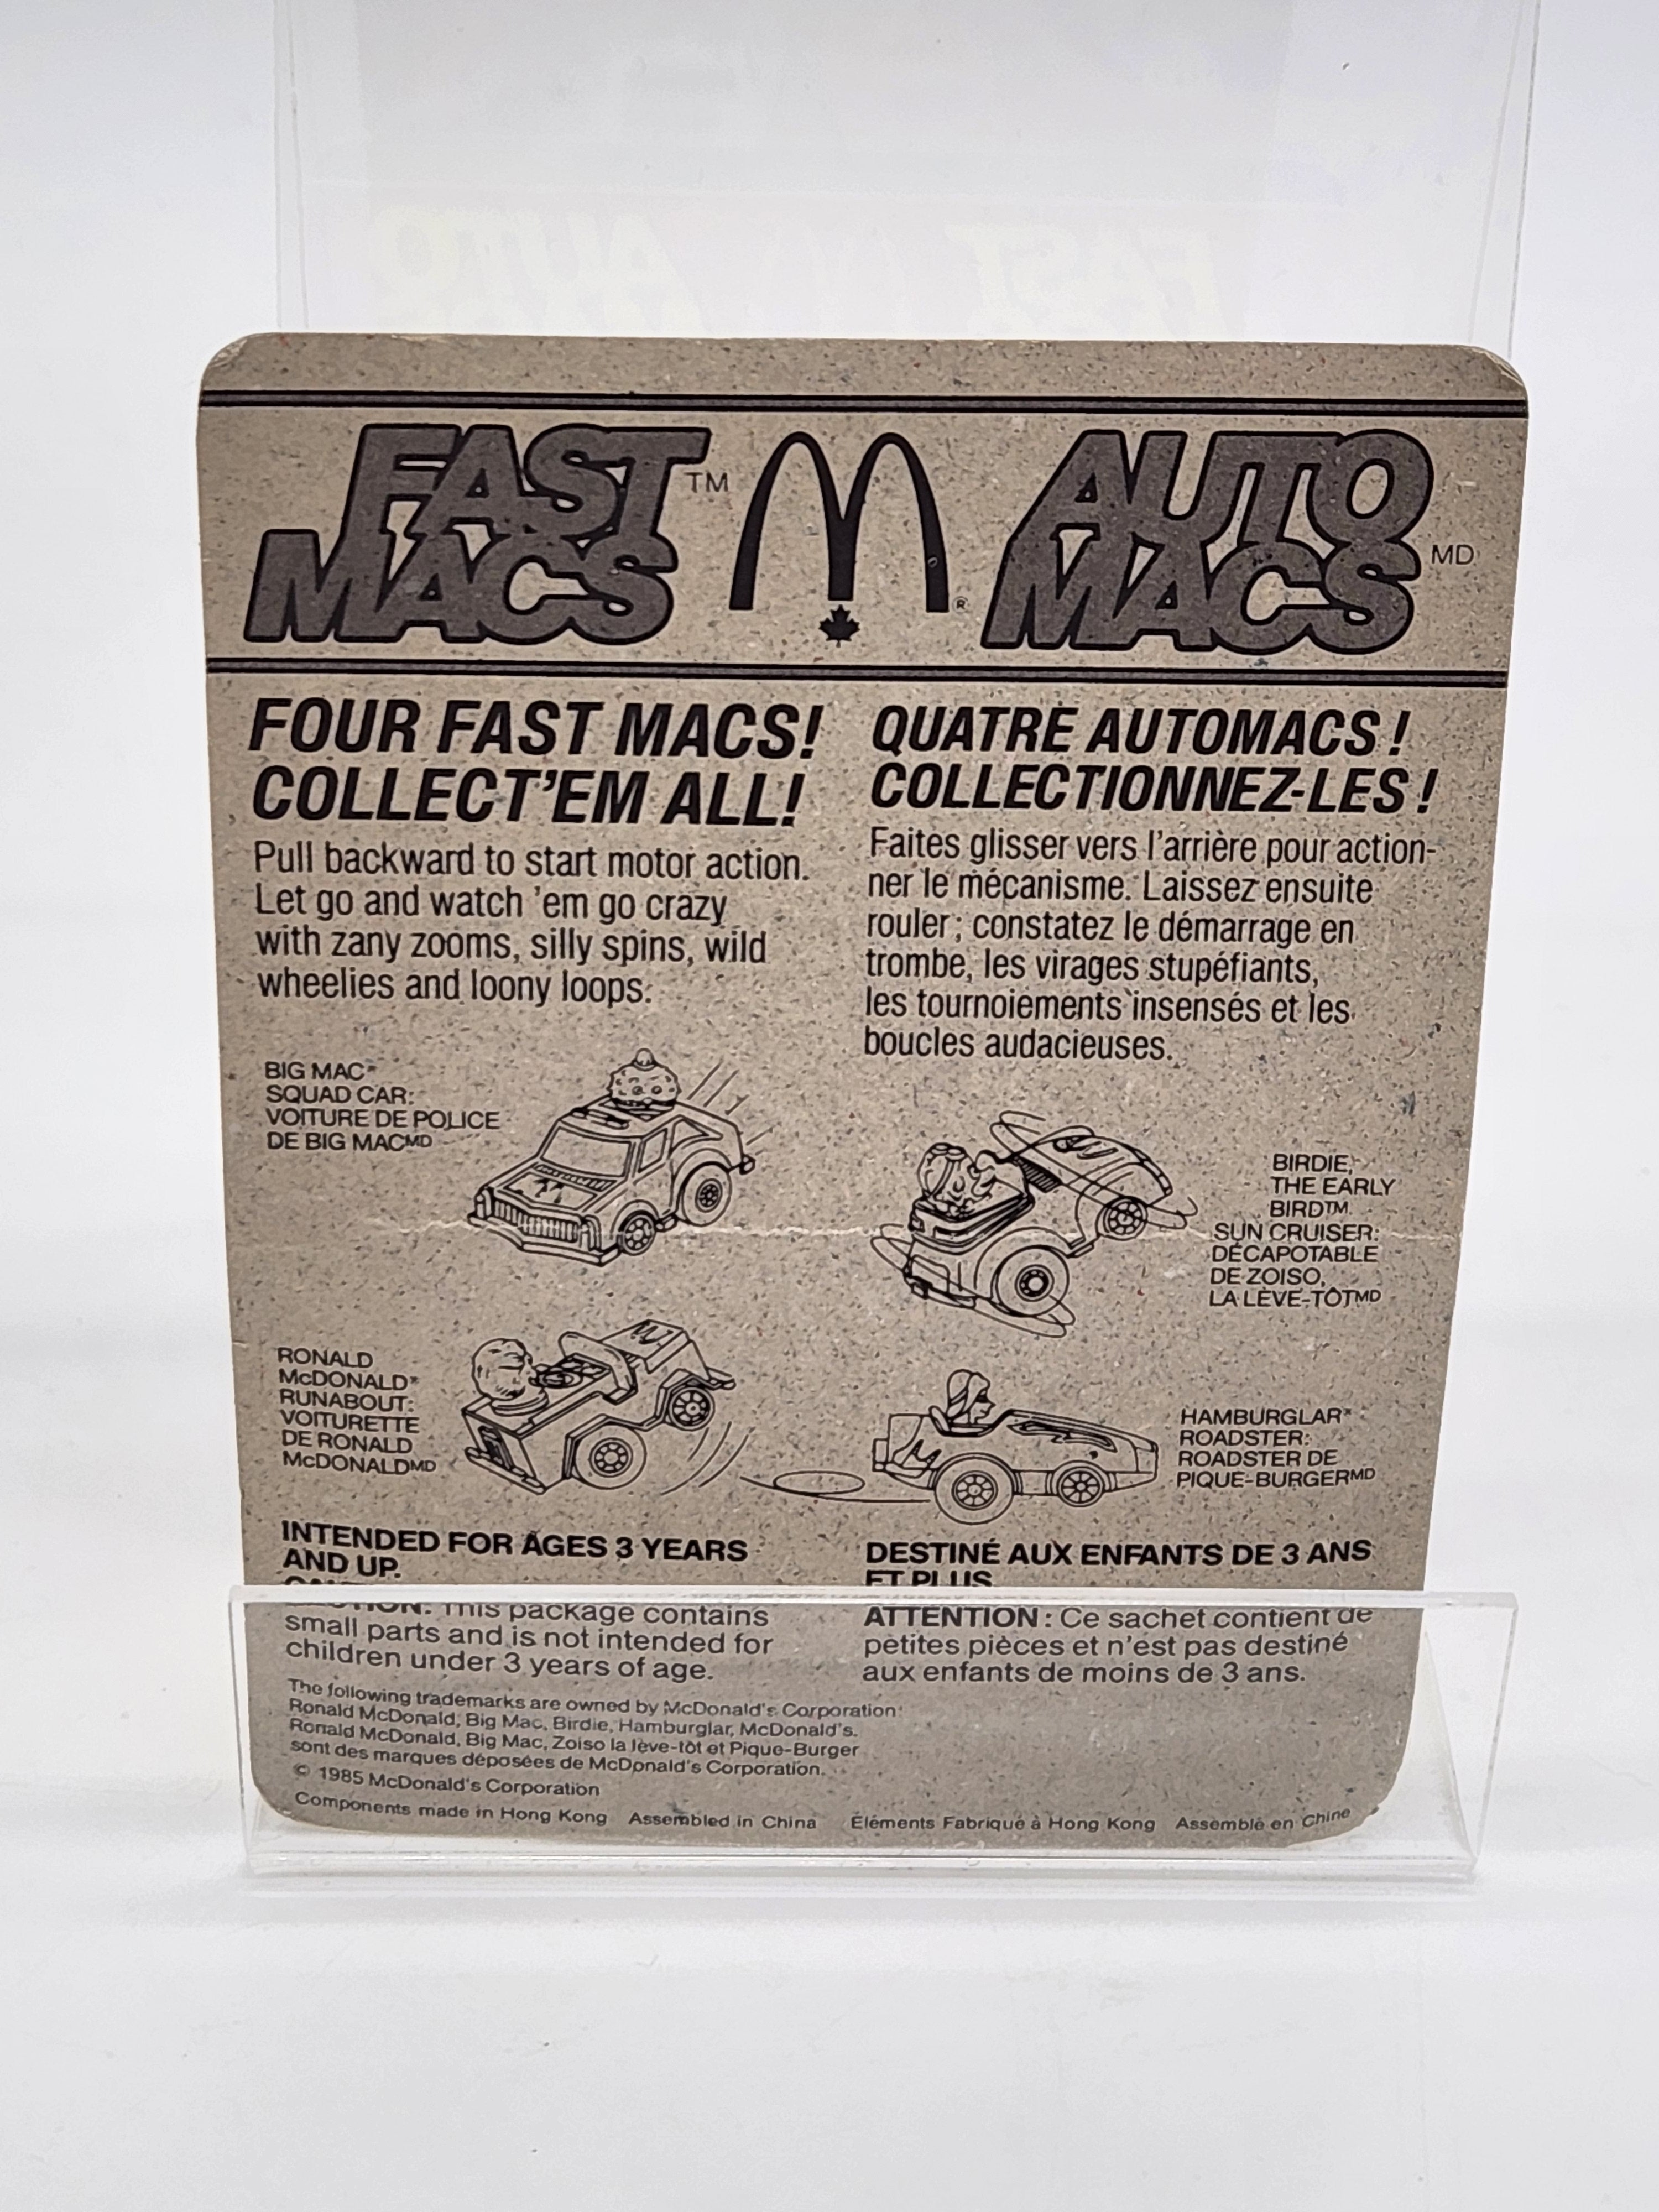 FAST
MACS™
®
AUTO
MACS MD
FOUR FAST MACS!
COLLECT'EM ALL!
Pull backward to start motor action.
Let go and watch 'em go crazy
with zany zooms, silly spins, wild
wheelies and loony loops.
QUATRE AUTOMACS !
COLLECTIONNEZ-LES !
Faites glisser vers l'arrière pour action-
ner le mécanisme. Laissez ensuite
rouler ; constatez le démarrage en
trombe, les virages stupéfiants,
les tournoiements insensés et les
boucles audacieuses.
BIG MAC*
SQUAD CAR:
VOITURE DE POLICE
DE BIG MACMD
BIRDIE,
THE EARLY
BIRD™
SUN CRUISER:
DÉCAPOTABLE
DE ZOISO,
LA LÈVE-TÔTMD
RONALD
McDONALD*
RUNABOUT:
VOITURETTE
DE RONALD
McDONALDMD
HAMBURGLAR*
ROADSTER:
ROADSTER DE
PIQUE-BURGERMD
INTENDED FOR AGES 3 YEARS
AND UP.
This package contains
small parts and is not intended for
children under 3 years of age.
DESTINÉ AUX ENFANTS DE 3 ANS
ET PLUS
ATTENTION : Ce sachet contient de
petites pièces et n'est pas destiné
aux enfants de moins de 3 ans.
The following trademarks are owned by McDonald's Corporation:
Ronald McDonald, Big Mac, Birdie, Hamburglar, McDonald's.
Ronald McDonald, Big Mac, Zoiso la lève-tôt et Pique-Burger
sont des marques déposées de McDonald's Corporation.
© 1985 McDonald's Corporation
Components made in Hong Kong Assembled in China Éléments Fabriqué à Hong Kong Assemblé en Chine